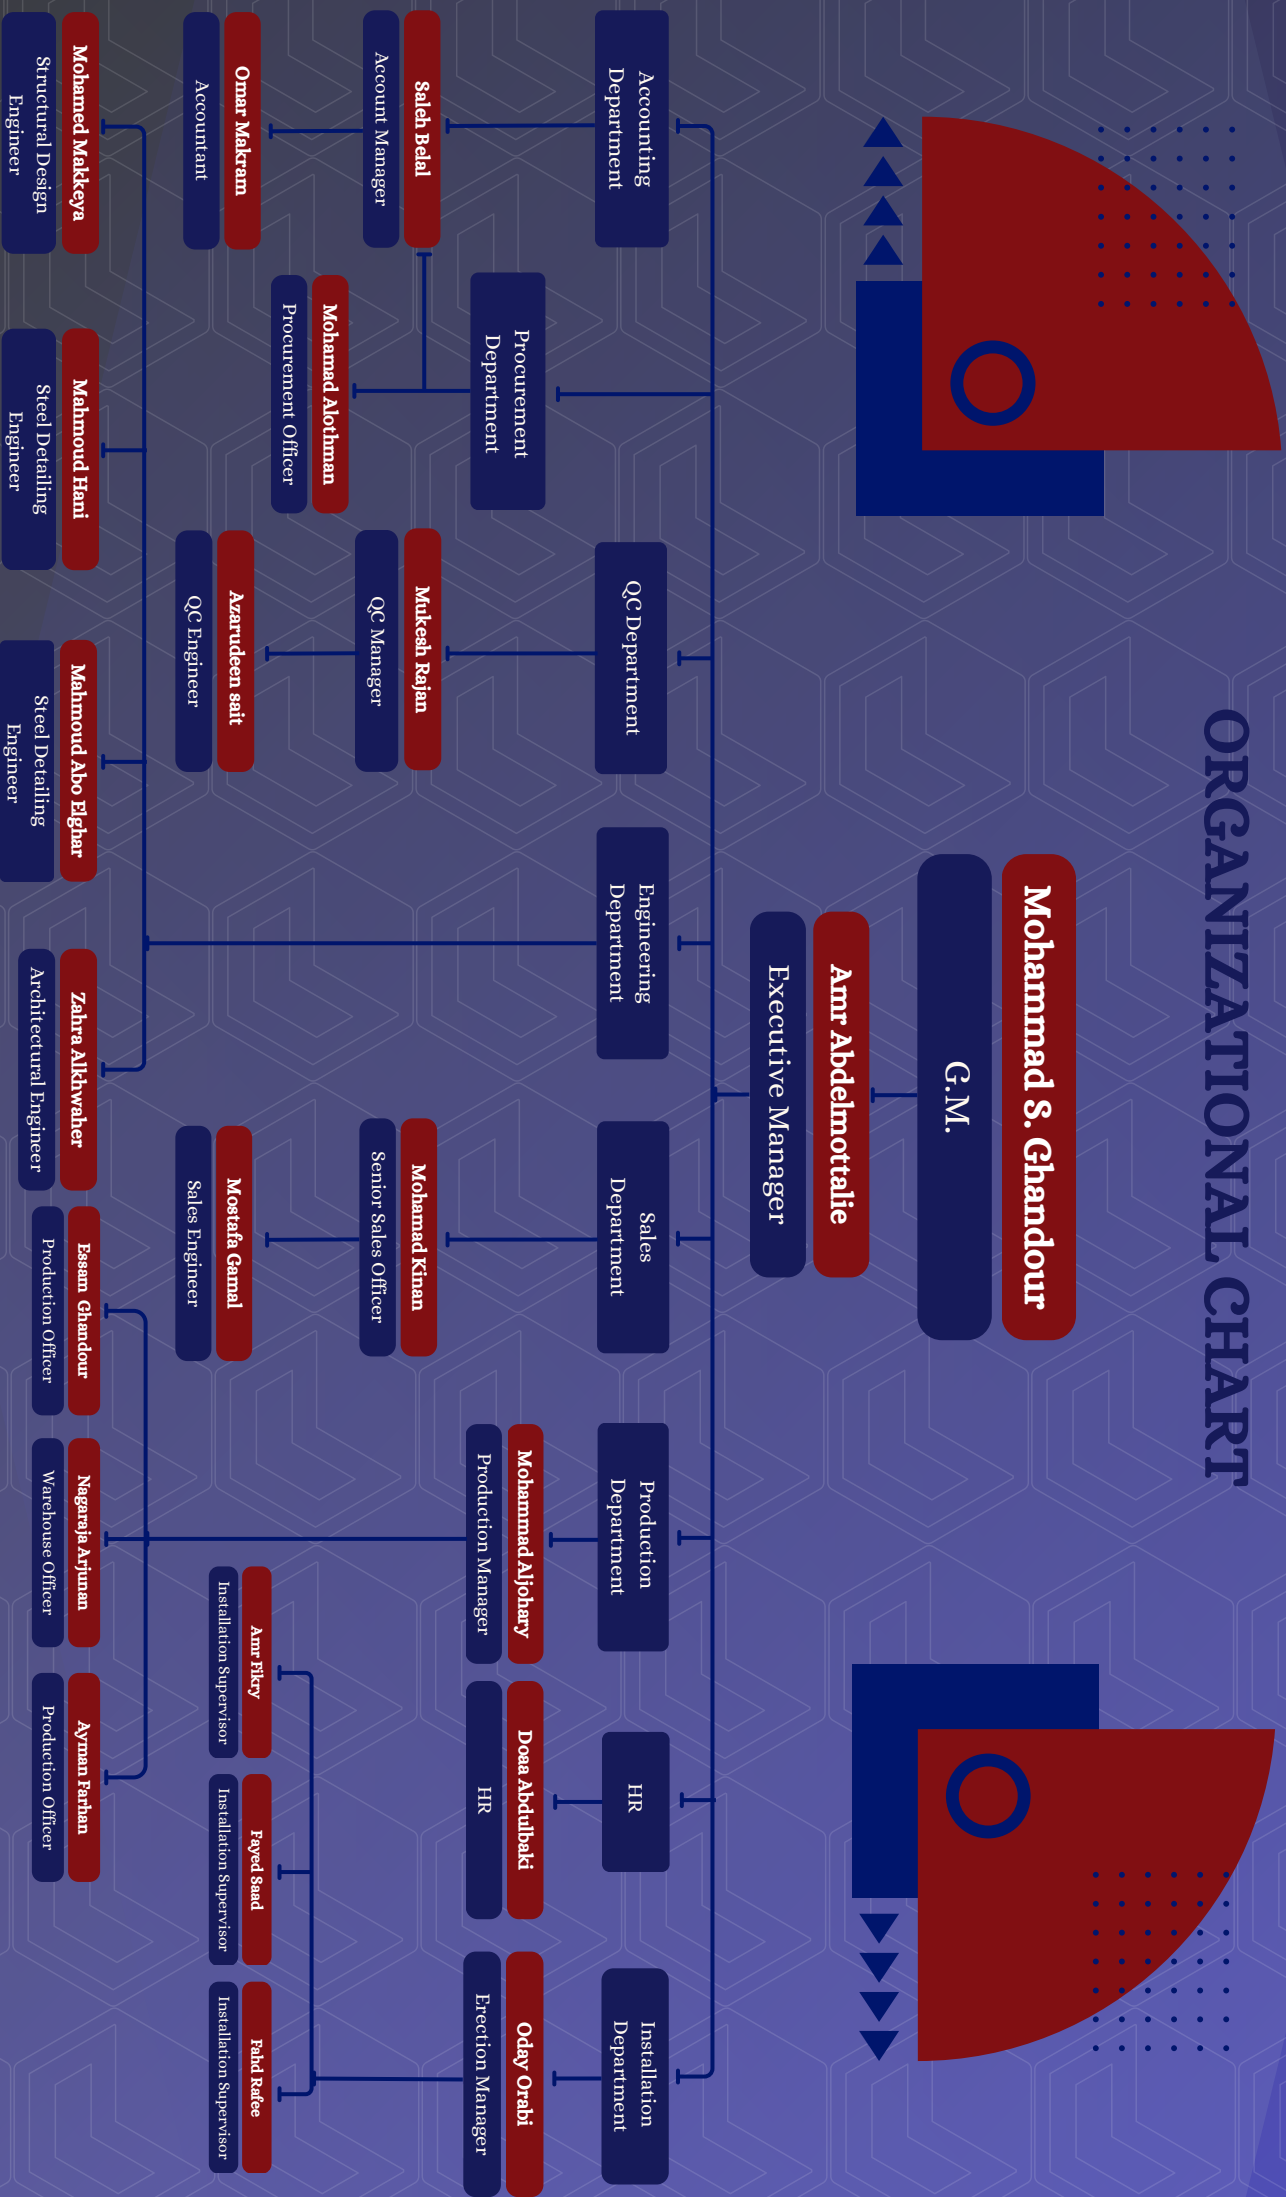 ORGANIZATIONAL CHART
Mohammad S. Ghandour
G.M.
Amr Abdelmottalie
Executive Manager
Accounting
Department
Saleh Belal
Account Manager
Omar Makram
Accountant
Procurement
Department
Mohamad Alothman
Procurement Officer
QC Department
Mukesh Rajan
QC Manager
Azarudeen sait
QC Engineer
Engineering
Department
Mohamed Makkeya
Structural Design
Engineer
Mahmoud Hani
Steel Detailing
Engineer
Mahmoud Abo Elghar
Steel Detailing
Engineer
Zahra Alkhwaher
Architectural Engineer
Sales
Department
Mohamad Kinan
Senior Sales Officer
Mostafa Gamal
Sales Engineer
Production
Department
Mohammad Aljohary
Production Manager
Essam Ghandour
Production Officer
Nagaraja Arjunan
Warehouse Officer
Ayman Farhan
Production Officer
HR
Doaa Abdulbaki
HR
Installation
Department
Oday Orabi
Erection Manager
Amr Fikry
Installation Supervisor
Fayed Saad
Installation Supervisor
Fahd Rafee
Installation Supervisor